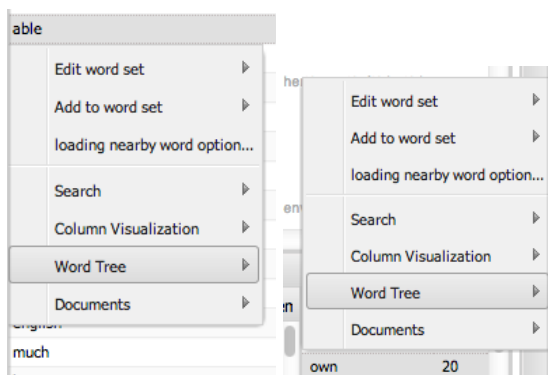 able
Edit word set
Add to word set
loading nearby word option...
Search
Column Visualization
Word Tree
Documents
english
much
Edit word set
Add to word set
loading nearby word option...
Search
Column Visualization
Word Tree
Documents
own 20